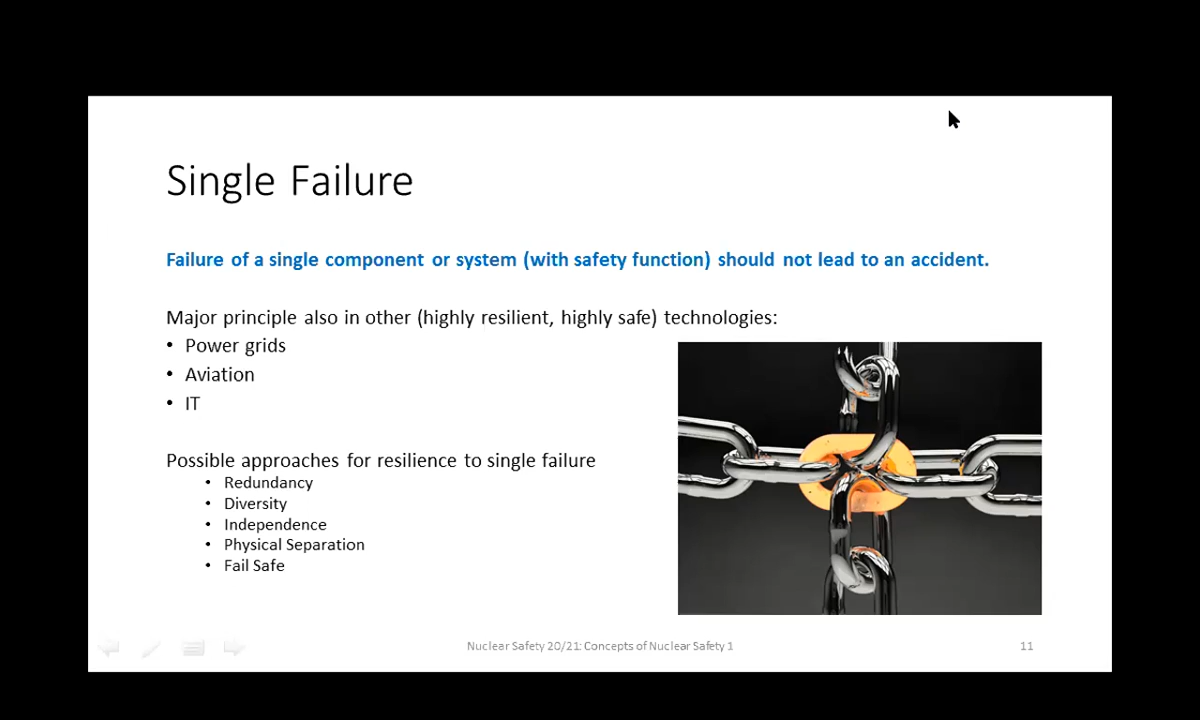 Single Failure
Failure of a single component or system (with safety function) should not lead to an accident.
Major principle also in other (highly resilient, highly safe) technologies:
• Power grids
• Aviation
• IT
Possible approaches for resilience to single failure
• Redundancy
• Diversity
• Independence
• Physical Separation
• Fail Safe
Nuclear Safety 20/21: Concepts of Nuclear Safety 1
11